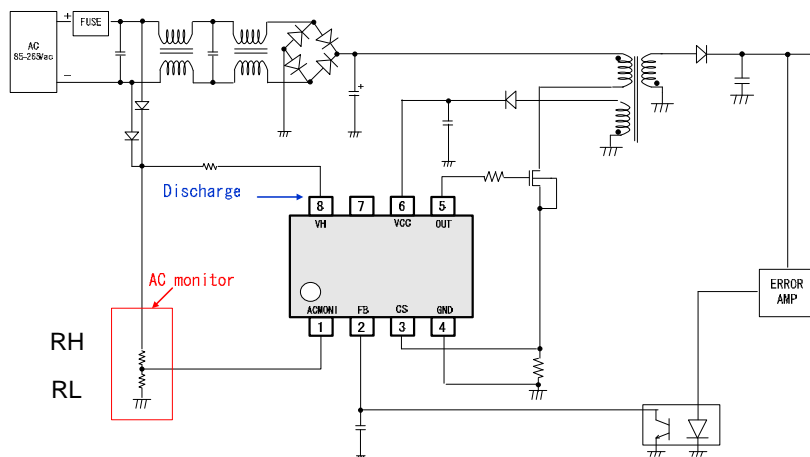 +
FUSE
AC
85-265Vac
−
+
Discharge
8
7
6
5
VH
VCC
OUT
AC monitor
ACMONI
FB
CS
GND
1
2
3
4
RH
RL
ERROR
AMP